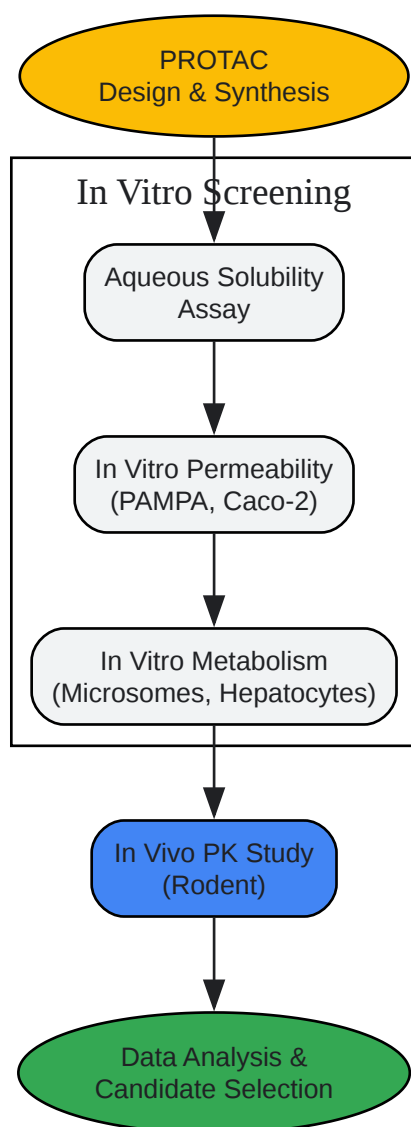 PROTAC
Design & Synthesis
In Vitro Screening
Aqueous Solubility
Assay
In Vitro Permeability
(PAMPA, Caco-2)
In Vitro Metabolism
(Microsomes, Hepatocytes)
In Vivo PK Study
(Rodent)
Data Analysis &
Candidate Selection